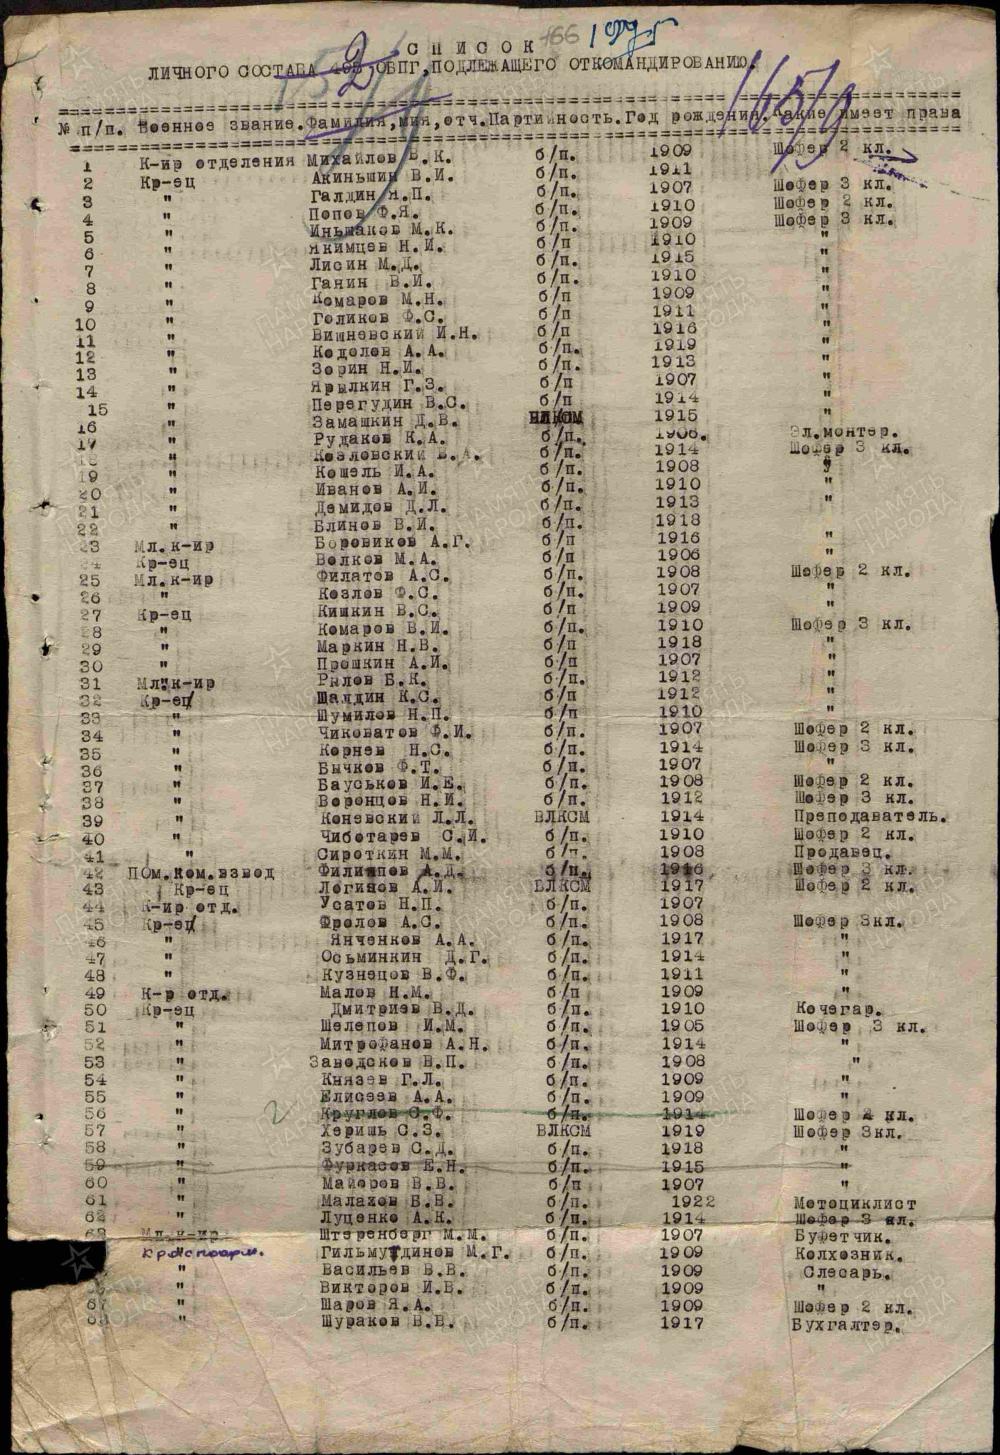 166 1995
СПИСОК
ЛИЧНОГО СОСТАВА ОБПГ, ПОДЛЕЖАЩЕГО ОТКОМАНДИРОВАНИЮ.
№ п/п. Военное звание. Фамилия, имя, отч. Партийность. Год рождения. Какие имеет права
1 К-ир отделения Михайлов В.К. б/п. 1909 Шофер 2 кл.
2 Кр-ец Акиньшин В.И. б/п. 1911
3 " Галдин Я.П. б/п. 1907 Шофер 3 кл.
4 " Попов Ф.Я. б/п. 1910 Шофер 2 кл.
5 " Иньшаков М.К. б/п. 1909 Шофер 3 кл.
6 " Якимцев Н.И. б/п 1910 "
7 " Лисин М.Д. б/п. 1915 "
8 " Ганин В.И. б/п. 1910 "
9 " Комаров М.Н. б/п 1909 "
10 " Голиков Ф.С. б/п 1911 "
11 " Вишневский И.Н. б/п 1916 "
12 " Кодолов А.А. б/п. 1919 "
13 " Зорин Н.И. б/п. 1913 "
14 " Ярылкин Г.З. б/п 1907 "
15 " Перегудин В.С. б/п 1914 "
16 " Замашкин Д.В. ВЛКСМ 1915 "
17 " Рудаков К.А. б/п. 1906. Эл.монтер.
18 " Козловский В.А. б/п. 1914 Шофер 3 кл.
19 " Кошель И.А. б/п. 1908 "
20 " Иванов А.И. б/п. 1910 "
21 " Демидов Д.Л. б/п. 1913 "
22 " Блинов В.И. б/п. 1918
23 Мл.к-ир Боровиков А.Г. б/п. 1916 "
24 Кр-ец Волков М.А. б/п. 1906 "
25 Мл.к-ир Филатов А.С. б/п. 1908 Шофер 2 кл.
26 " Козлов Ф.С. б/п. 1907 "
27 Кр-ец Кишкин В.С. б/п 1909 "
28 " Комаров В.И. б/п. 1910 Шофер 3 кл.
29 " Маркин Н.В. б/п 1918 "
30 " Прошкин А.И. б/п 1907 "
31 Мл.к-ир Рылов Б.К. б/п. 1912 "
32 Кр-ец Шалдин К.С. б/п 1912 "
33 " Шумилов Н.П. б/п 1910 "
34 " Чиковатов Ф.И. б/п. 1907 Шофер 2 кл.
35 " Корнев Н.С. б/п. 1914 Шофер 3 кл.
36 " Бычков Ф.Т. б/п. 1907 "
37 " Бауськов И.Е. б/п. 1908 Шофер 2 кл.
38 " Воронцов Н.И. б/п. 1912 Шофер 3 кл.
39 " Коневский Л.Л. ВЛКСМ 1914 Преподаватель.
40 " Чиботарев С.И. б/п. 1910 Шофер 2 кл.
41 " Сироткин М.М. б/п. 1908 Продавец.
42 Пом.Ком.взвод Филиппов А.Д. б/п. 1916 Шофер 3 кл.
43 Кр-ец Логинов А.И. ВЛКСМ 1917 Шофер 2 кл.
44 К-ир отд. Усатов Н.П. б/п. 1907
45 Кр-ец Фролов А.С. б/п. 1908 Шофер 3кл.
46 " Янченков А.А. б/п. 1917 "
47 " Осьминкин Д.Г. б/п. 1914 "
48 " Кузнецов В.Ф. б/п. 1911 "
49 К-р отд. Малов Н.М. б/п 1909 "
50 Кр-ец Дмитриев В.Д. б/п. 1910 Кочегар.
51 " Шелепов И.М. б/п. 1905 Шофер 3 кл.
52 " Митрофанов А.Н. б/п. 1914 "
53 " Заводсков В.П. б/п. 1908 "
54 " Князев Г.Л. б/п. 1909 "
55 " Елисеев А.А. б/п. 1909 "
56 " Круглов С.Ф. б/п. 1914 Шофер 2 кл.
57 " Херишь С.З. ВЛКСМ 1919 Шофер 3кл.
58 " Зубарев С.Д. б/п. 1918 "
59 " Фуркасов Е.Н. б/п. 1915 "
60 " Майоров В.В. б/п 1907 "
61 " Малахов Б.В. б/п. 1922 Мотоциклист
62 " Луценко А.К. б/п. 1914 Шофер 3 кл.
63 Мл.к-ир Штеренберг М.М. б/п. 1907 Буфетчик.
Красноарм. Гильмутдинов М.Г. б/п. 1909 Колхозник.
" Васильев В.В. б/п. 1909 Слесарь.
" Викторов И.В. б/п. 1909 "
67 " Шаров Я.А. б/п. 1909 Шофер 2 кл.
68 " Шураков В.В. б/п. 1917 Бухгалтер.